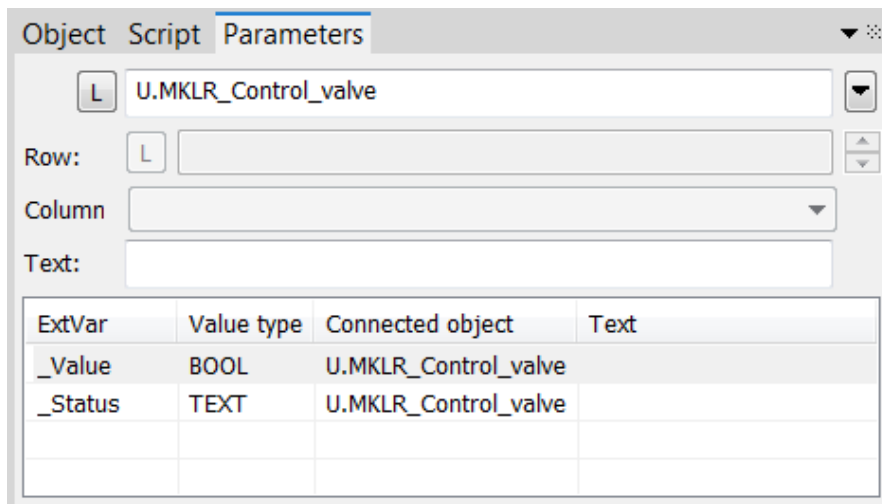 Object Script Parameters
L U.MKLR_Control_valve
Row: L
Column
Text:
ExtVar Value type Connected object Text
_Value BOOL U.MKLR_Control_valve
_Status TEXT U.MKLR_Control_valve